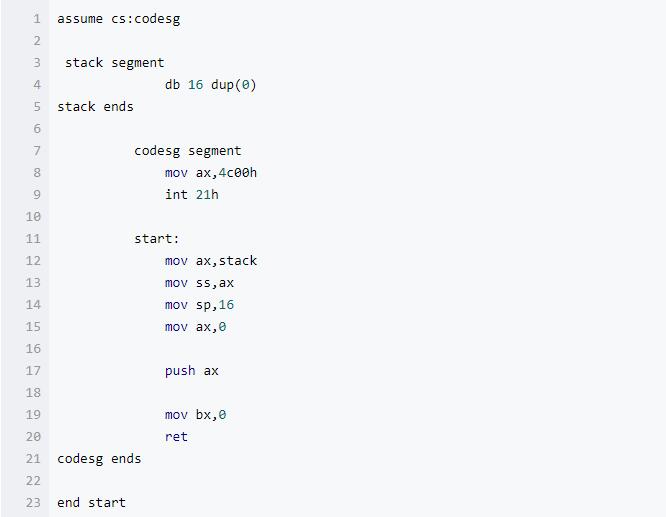 1 assume cs:codesg
2
3 stack segment
4 db 16 dup(0)
5 stack ends
6
7 codesg segment
8 mov ax,4c00h
9 int 21h
10
11 start:
12 mov ax,stack
13 mov ss,ax
14 mov sp,16
15 mov ax,0
16
17 push ax
18
19 mov bx,0
20 ret
21 codesg ends
22
23 end start